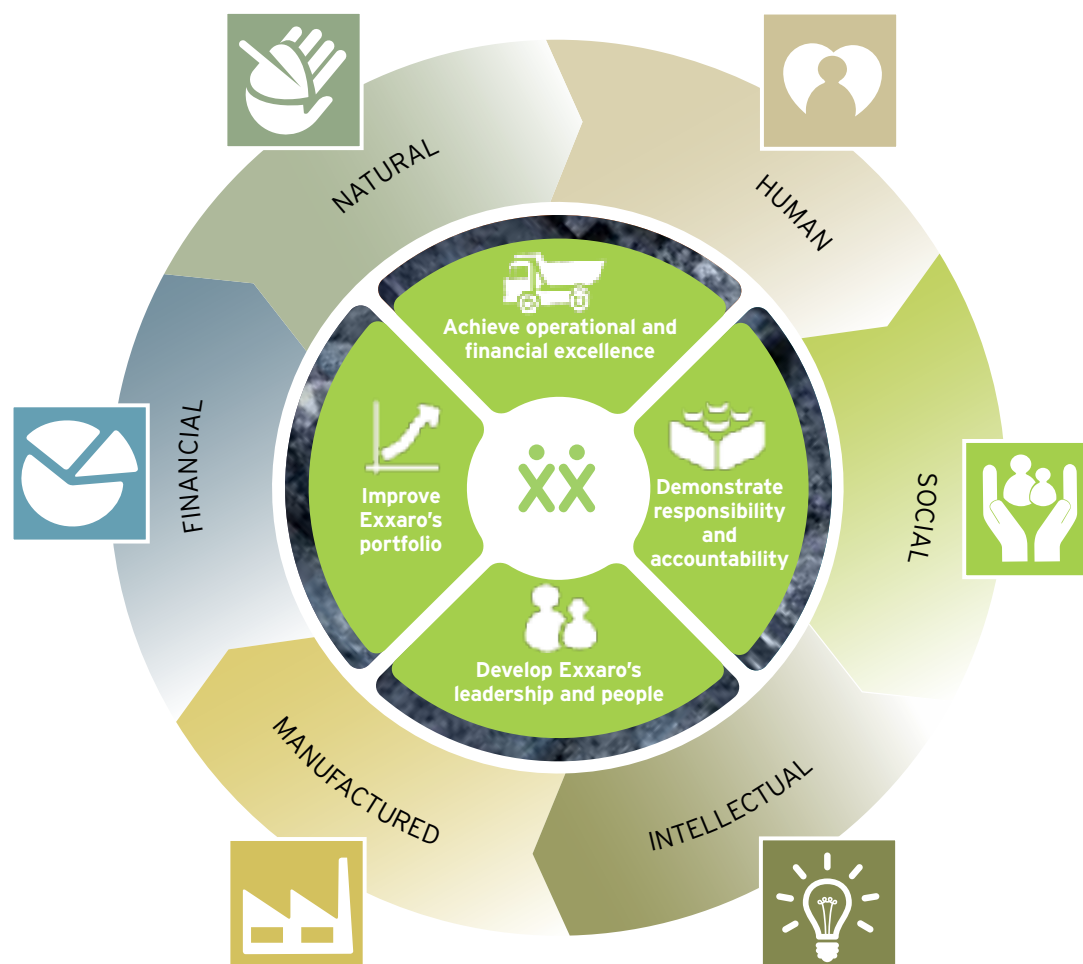 NATURAL
HUMAN
Achieve operational and
financial excellence
FINANCIAL
Improve
Exxaro’s
portfolio
XX
Demonstrate
responsibility
and
accountability
SOCIAL
Develop Exxaro’s
leadership and people
MANUFACTURED
INTELLECTUAL